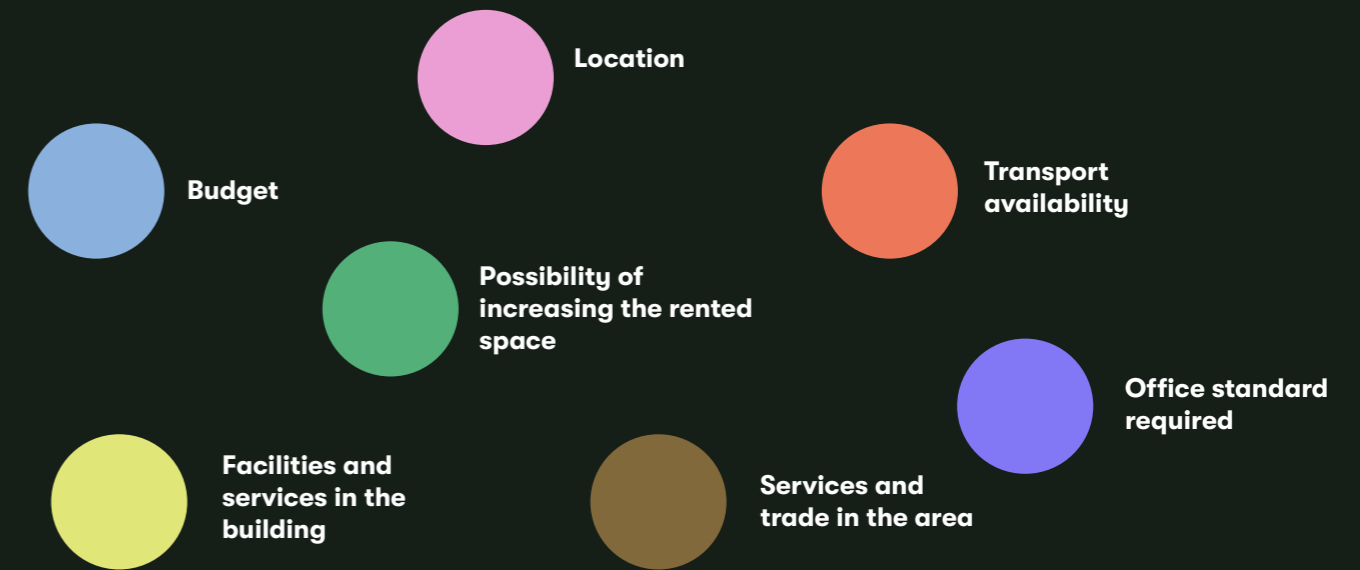 Location
Budget
Transport
availability
Possibility of
increasing the rented
space
Office standard
required
Facilities and
services in the
building
Services and
trade in the area